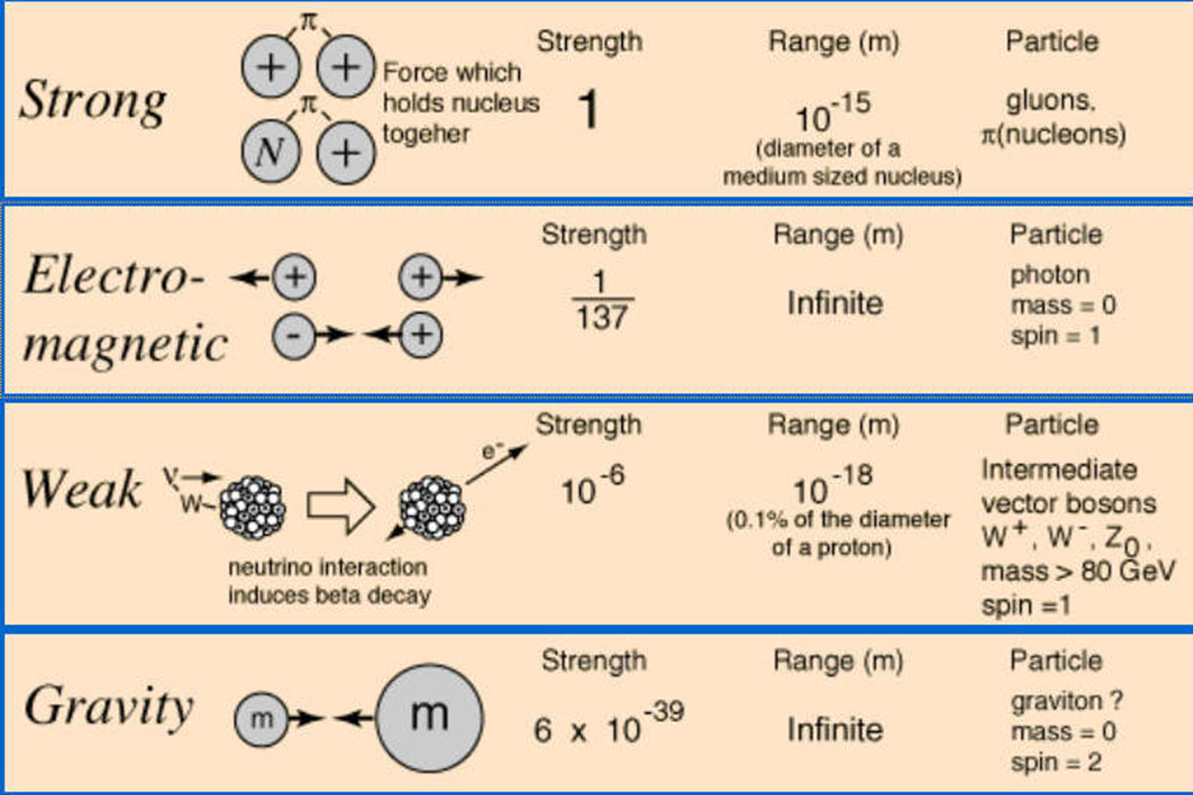 Strong
π
+ +
π
N +
Force which
holds nucleus
togeher
Strength
1
Range (m)
10^-15
(diameter of a
medium sized nucleus)
Particle
gluons,
π(nucleons)
Electro-
magnetic
+ +
- +
Strength
1
137
Range (m)
Infinite
Particle
photon
mass = 0
spin = 1
Weak
ν
W
e-
neutrino interaction
induces beta decay
Strength
10^-6
Range (m)
10^-18
(0.1% of the diameter
of a proton)
Particle
Intermediate
vector bosons
W+, W-, Z0,
mass > 80 GeV
spin =1
Gravity
m m
Strength
6 x 10^-39
Range (m)
Infinite
Particle
graviton ?
mass = 0
spin = 2